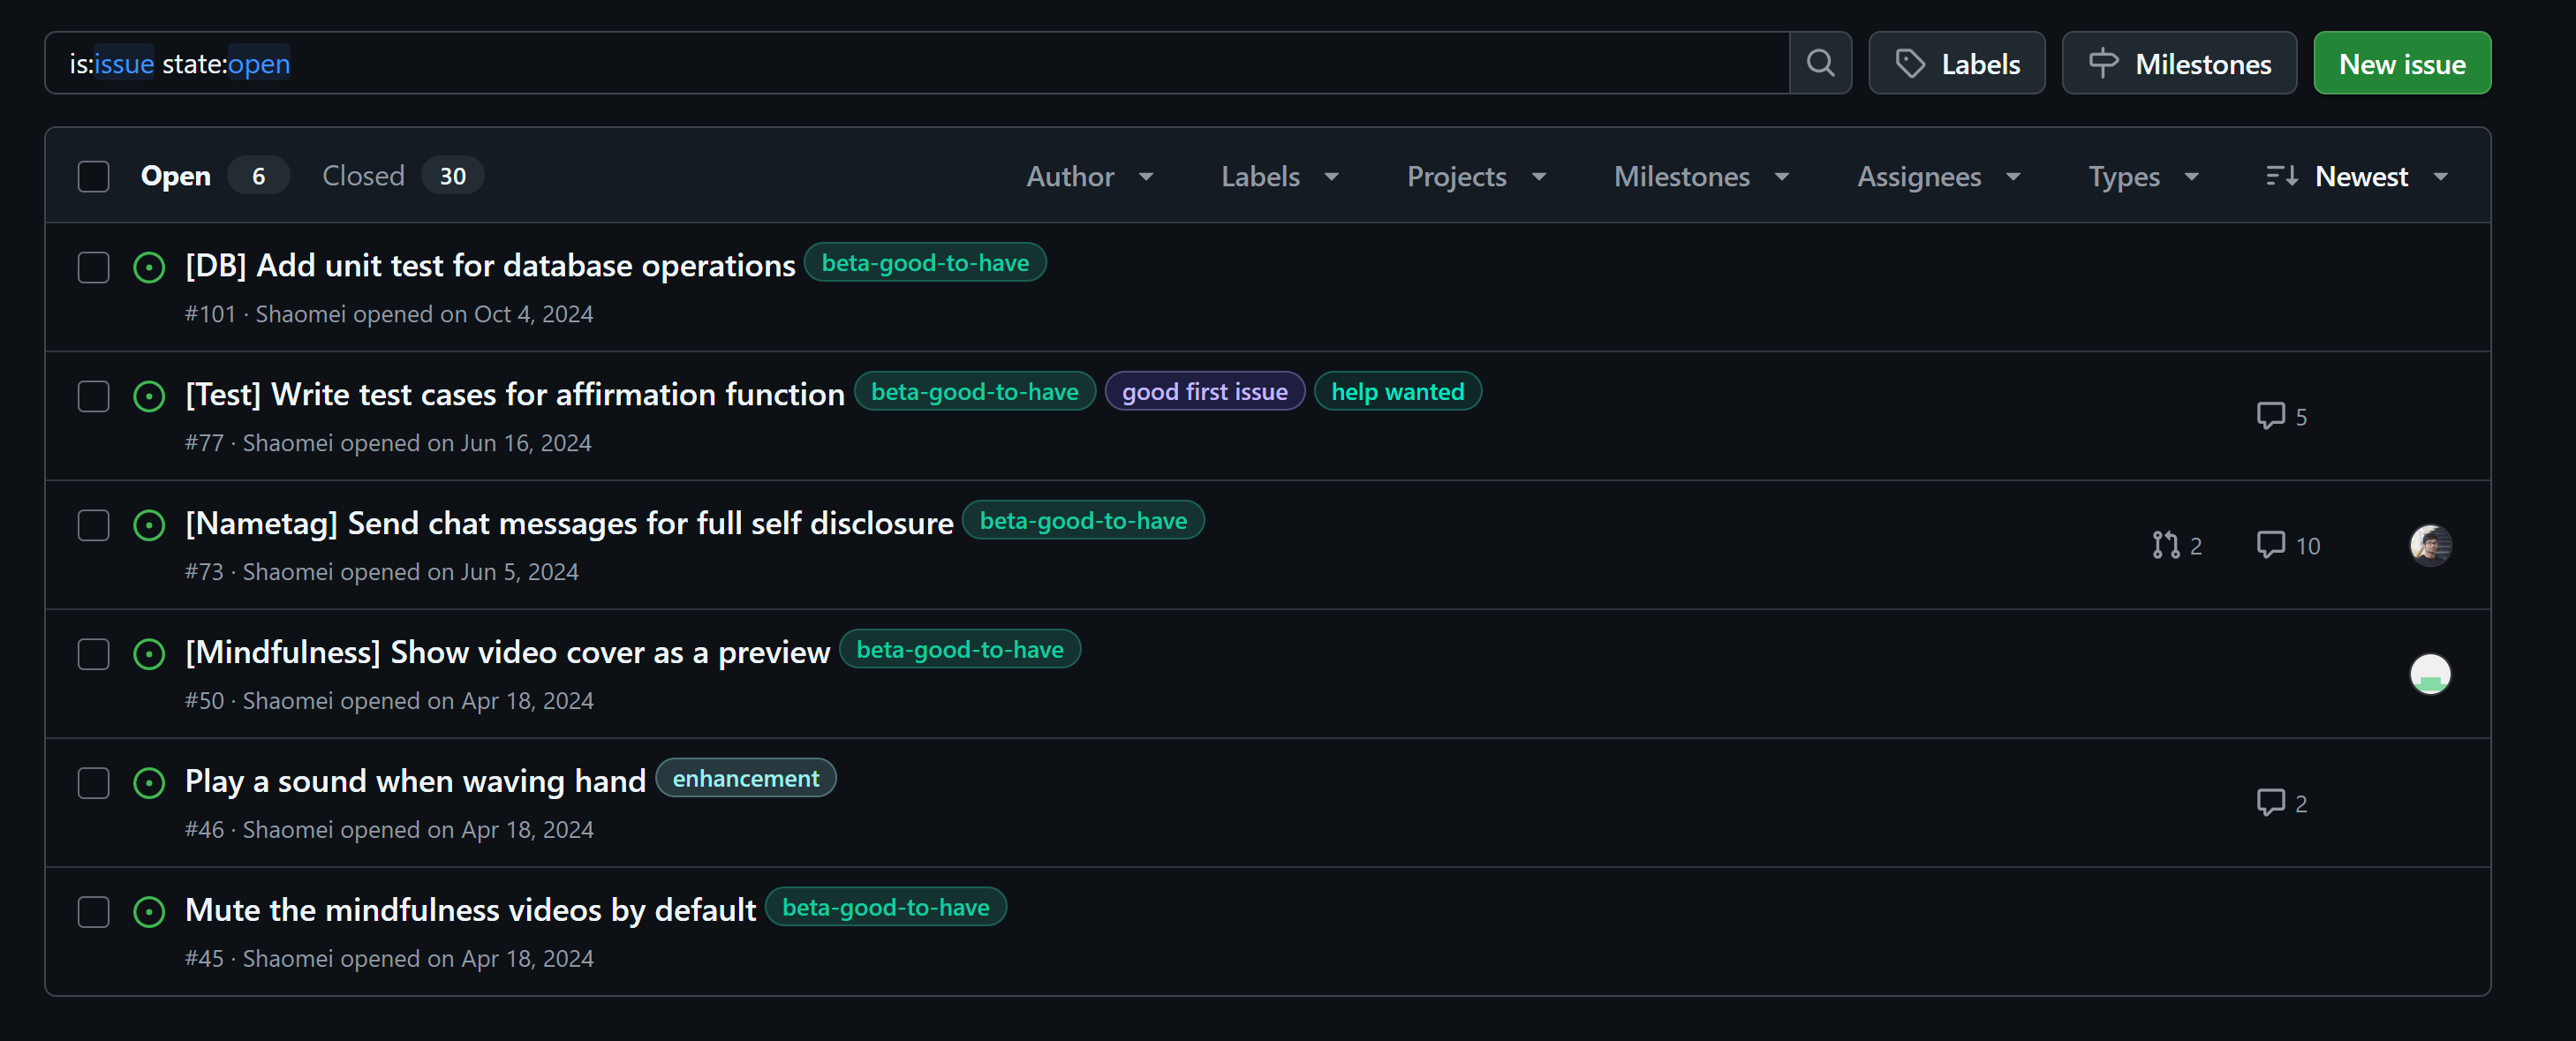 is:issue state:open
Labels
Milestones
New issue
Open 6 Closed 30 Author Labels Projects Milestones Assignees Types Newest
[DB] Add unit test for database operations beta-good-to-have
#101 · Shaomei opened on Oct 4, 2024
[Test] Write test cases for affirmation function beta-good-to-have good first issue help wanted
5
#77 · Shaomei opened on Jun 16, 2024
[Nametag] Send chat messages for full self disclosure beta-good-to-have
2 10
#73 · Shaomei opened on Jun 5, 2024
[Mindfulness] Show video cover as a preview beta-good-to-have
#50 · Shaomei opened on Apr 18, 2024
Play a sound when waving hand enhancement
2
#46 · Shaomei opened on Apr 18, 2024
Mute the mindfulness videos by default beta-good-to-have
#45 · Shaomei opened on Apr 18, 2024